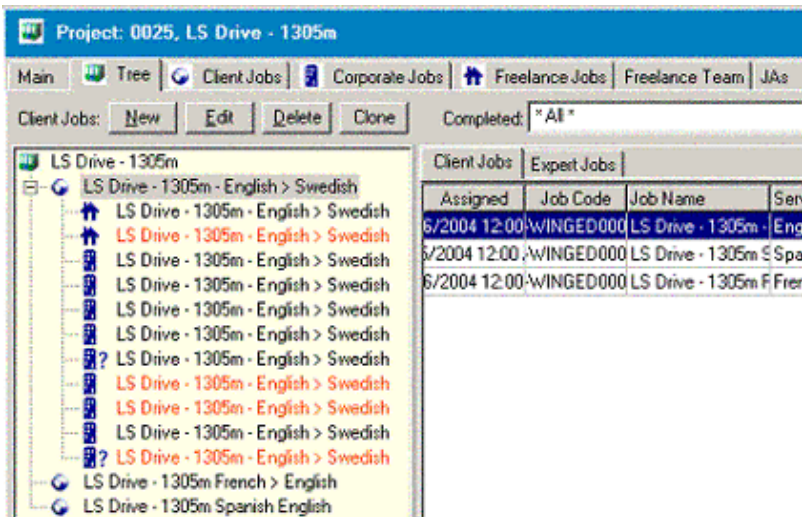 Project: 0025, LS Drive - 1305m
Main Tree Client Jobs Corporate Jobs Freelance Jobs Freelance Team JAs
Client Jobs: New Edit Delete Clone Completed: * All *
LS Drive - 1305m
LS Drive - 1305m - English > Swedish
LS Drive - 1305m - English > Swedish
LS Drive - 1305m - English > Swedish
LS Drive - 1305m - English > Swedish
LS Drive - 1305m - English > Swedish
LS Drive - 1305m - English > Swedish
LS Drive - 1305m - English > Swedish
? LS Drive - 1305m - English > Swedish
LS Drive - 1305m - English > Swedish
LS Drive - 1305m - English > Swedish
LS Drive - 1305m - English > Swedish
? LS Drive - 1305m - English > Swedish
LS Drive - 1305m French > English
LS Drive - 1305m Spanish English
Client Jobs Expert Jobs
Assigned Job Code Job Name Serv
6/2004 12:00 WINGED000 LS Drive - 1305m - Eng
6/2004 12:00 WINGED000 LS Drive - 1305m S Spa
6/2004 12:00 WINGED000 LS Drive - 1305m F Fren